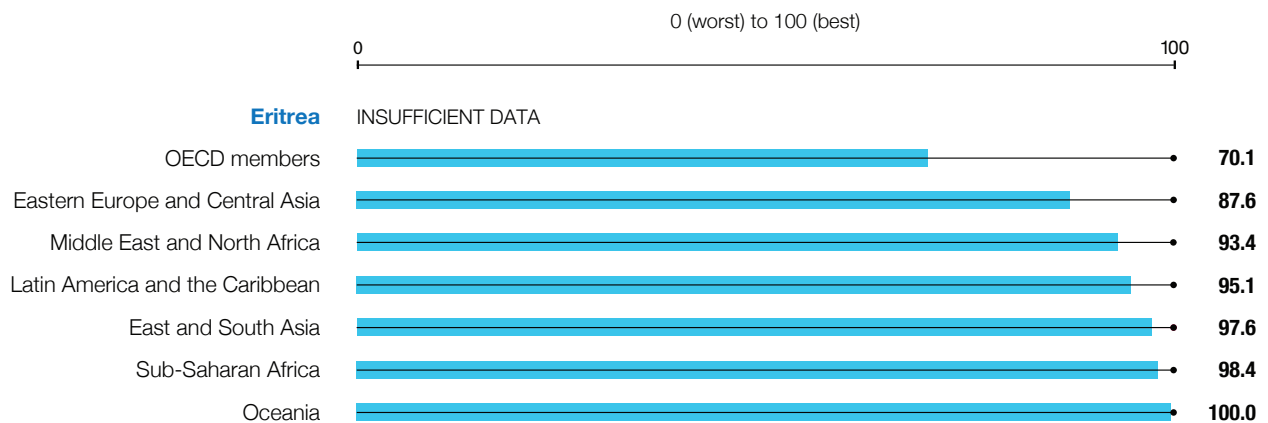 0 (worst) to 100 (best)
0 100
Eritrea INSUFFICIENT DATA
OECD members 70.1
Eastern Europe and Central Asia 87.6
Middle East and North Africa 93.4
Latin America and the Caribbean 95.1
East and South Asia 97.6
Sub-Saharan Africa 98.4
Oceania 100.0